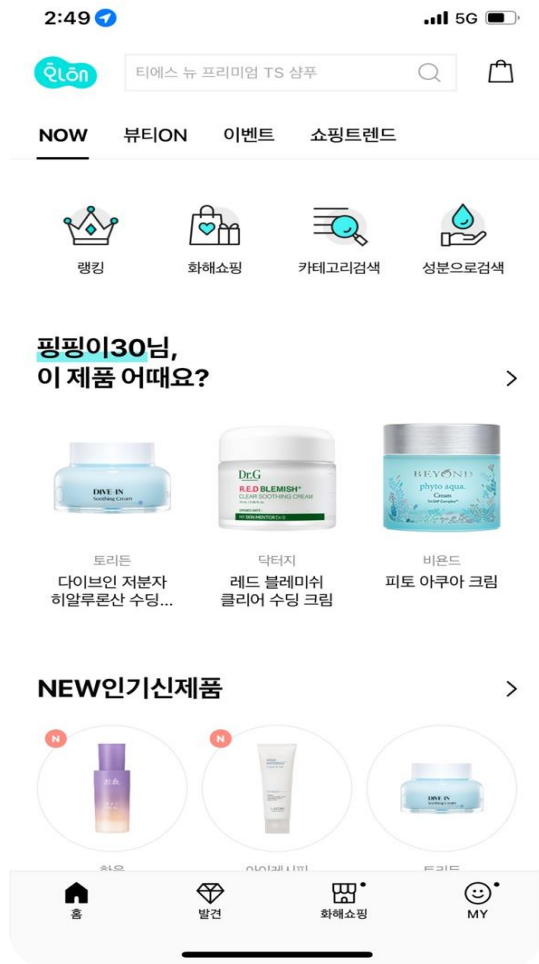 2:49
5G
티에스 뉴 프리미엄 TS 샴푸
NOW 뷰티ON 이벤트 쇼핑트렌드
랭킹 화해쇼핑 카테고리검색 성분으로검색
핑핑이30님,
이 제품 어때요?
DIVE-IN
Soothing Cream
Dr.G
R.E.D BLEMISH+
CLEAR SOOTHING CREAM
MY SKIN MENTOR Dr.G
BEYOND
phyto aqua.
Cream
토리든 닥터지 비욘드
다이브인 저분자 레드 블레미쉬 피토 아쿠아 크림
히알루론산 수딩... 클리어 수딩 크림
NEW인기신제품
N N
DIVE-IN
Soothing Cream
홈 발견 화해쇼핑 MY